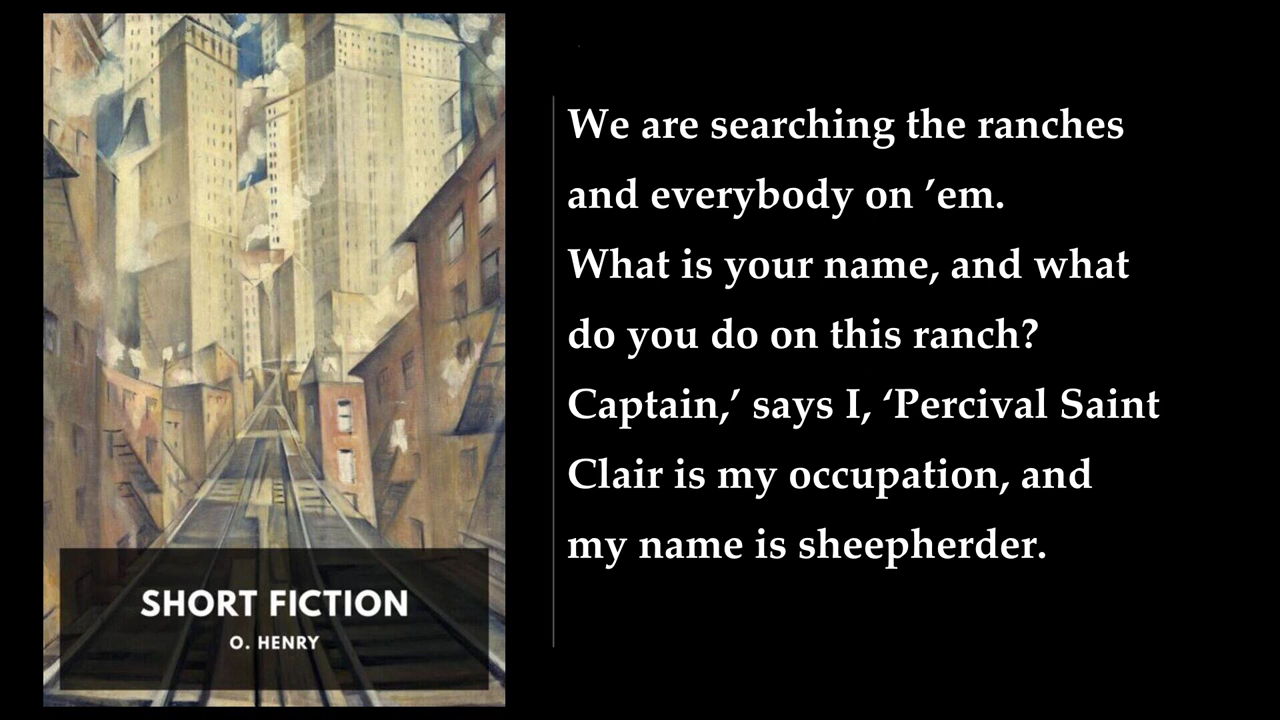 SHORT FICTION
O. HENRY
We are searching the ranches
and everybody on ’em.
What is your name, and what
do you do on this ranch?
Captain,’ says I, ‘Percival Saint
Clair is my occupation, and
my name is sheepherder.